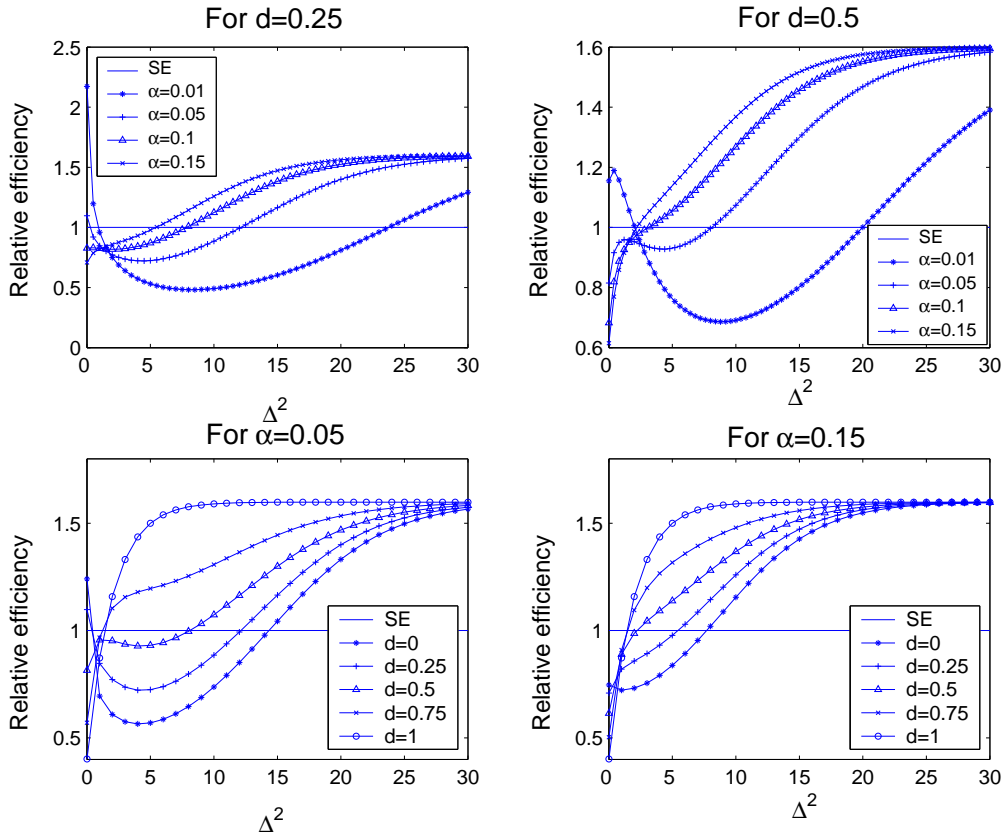 For d=0.25
Relative efficiency
2.5
2
1.5
1
0.5
0
0 5 10 15 20 25 30
Δ²
SE
α=0.01
α=0.05
α=0.1
α=0.15
For d=0.5
Relative efficiency
1.6
1.4
1.2
1
0.8
0.6
0 5 10 15 20 25 30
Δ²
SE
α=0.01
α=0.05
α=0.1
α=0.15
For α=0.05
Relative efficiency
1.5
1
0.5
0 5 10 15 20 25 30
Δ²
SE
d=0
d=0.25
d=0.5
d=0.75
d=1
For α=0.15
Relative efficiency
1.5
1
0.5
0 5 10 15 20 25 30
Δ²
SE
d=0
d=0.25
d=0.5
d=0.75
d=1